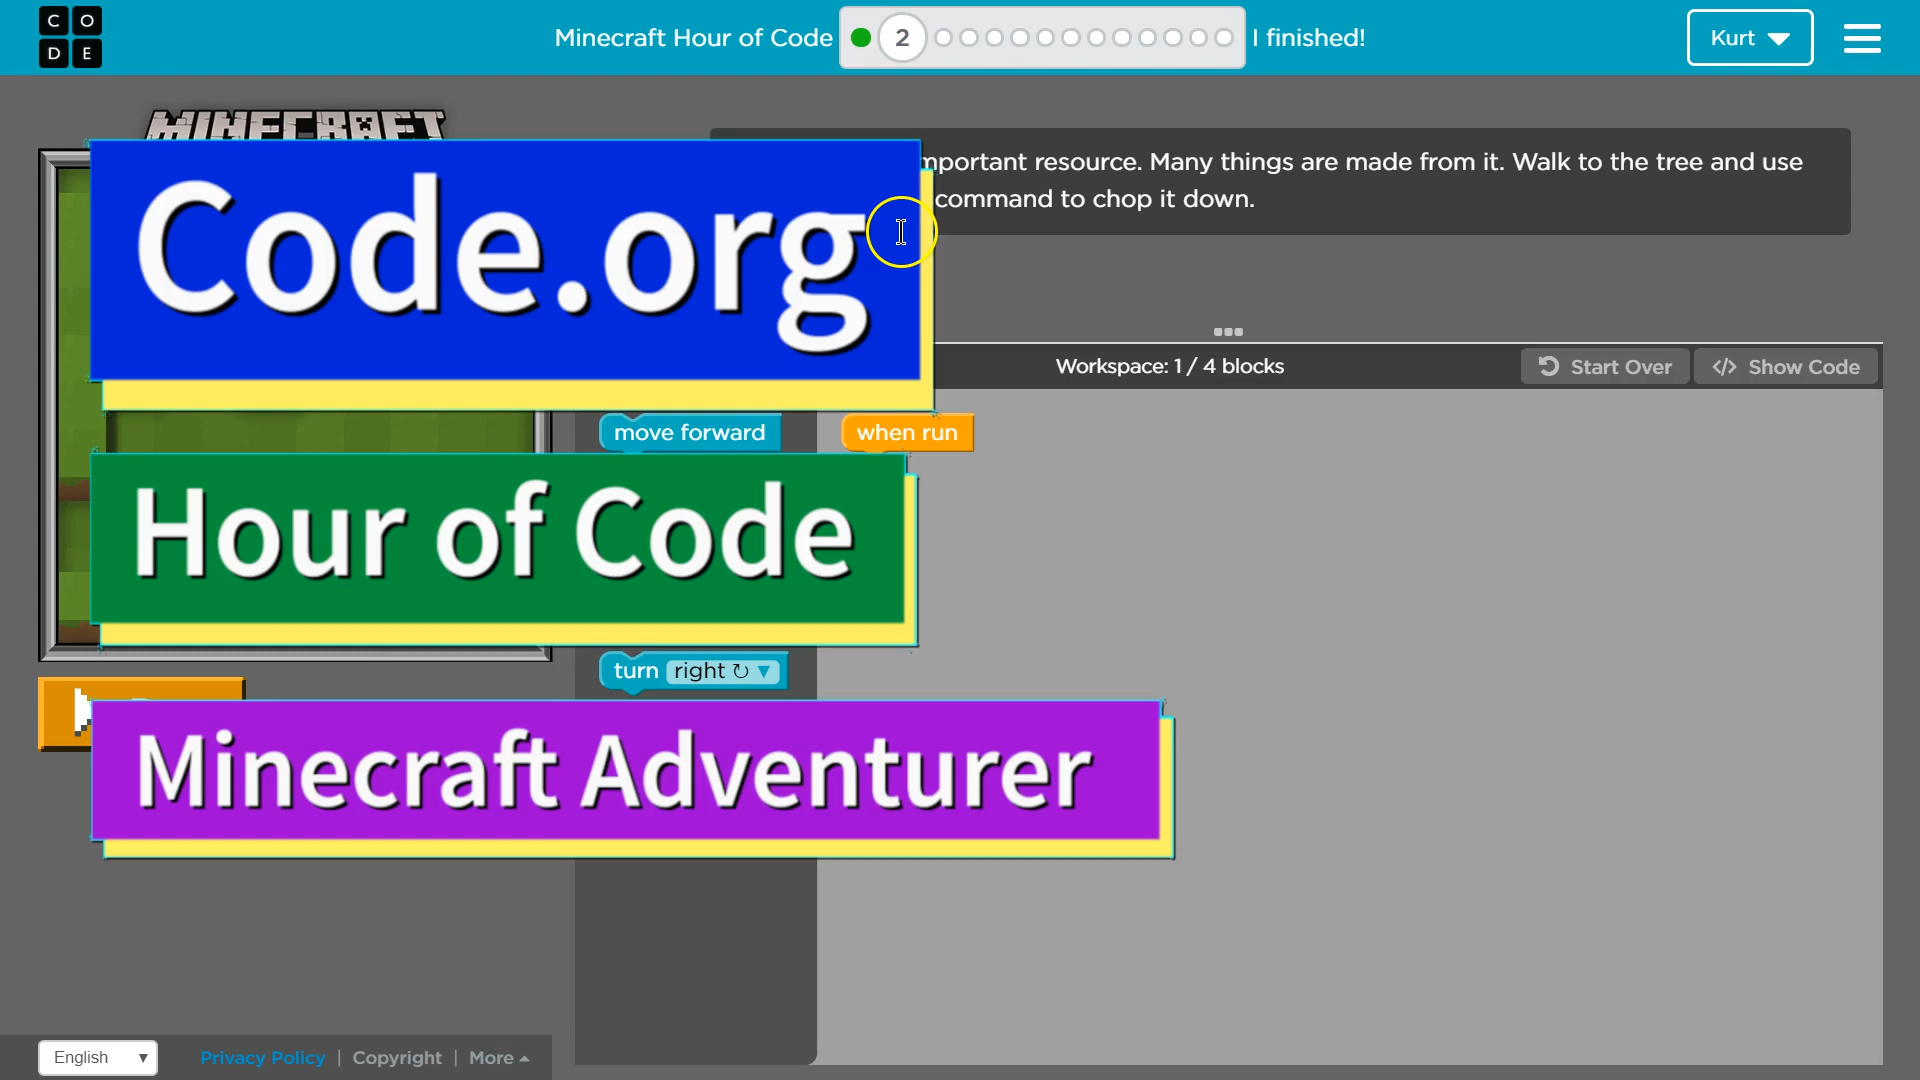 C O
D E
Minecraft Hour of Code 2 I finished!
Kurt
MINECRAFT
mportant resource. Many things are made from it. Walk to the tree and use
command to chop it down.
Code.org
Workspace: 1 / 4 blocks
Start Over
</> Show Code
move forward
when run
Hour of Code
turn right ↻ ▼
Minecraft Adventurer
English ▼
Privacy Policy | Copyright | More